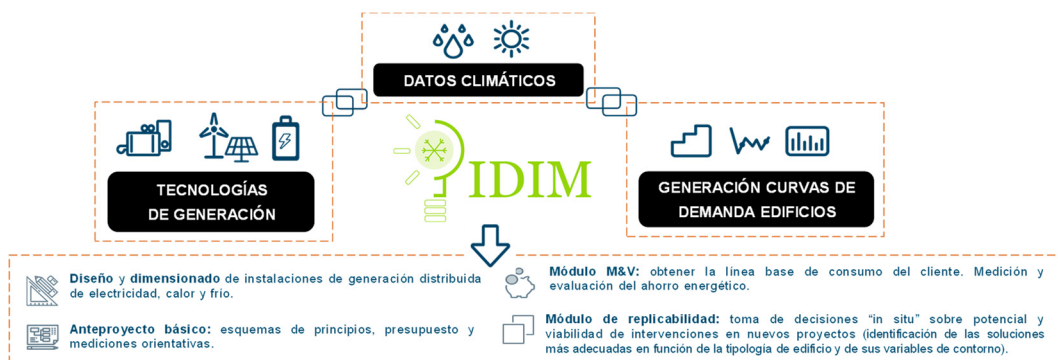 DATOS CLIMÁTICOS
TECNOLOGÍAS
DE GENERACIÓN
IDIM
GENERACIÓN CURVAS DE
DEMANDA EDIFICIOS
Diseño y dimensionado de instalaciones de generación distribuida
de electricidad, calor y frío.
Anteproyecto básico: esquemas de principios, presupuesto y
mediciones orientativas.
Módulo M&V: obtener la línea base de consumo del cliente. Medición y
evaluación del ahorro energético.
Módulo de replicabilidad: toma de decisiones "in situ" sobre potencial y
viabilidad de intervenciones en nuevos proyectos (identificación de las soluciones
más adecuadas en función de la tipología de edificio y de sus variables de contorno).